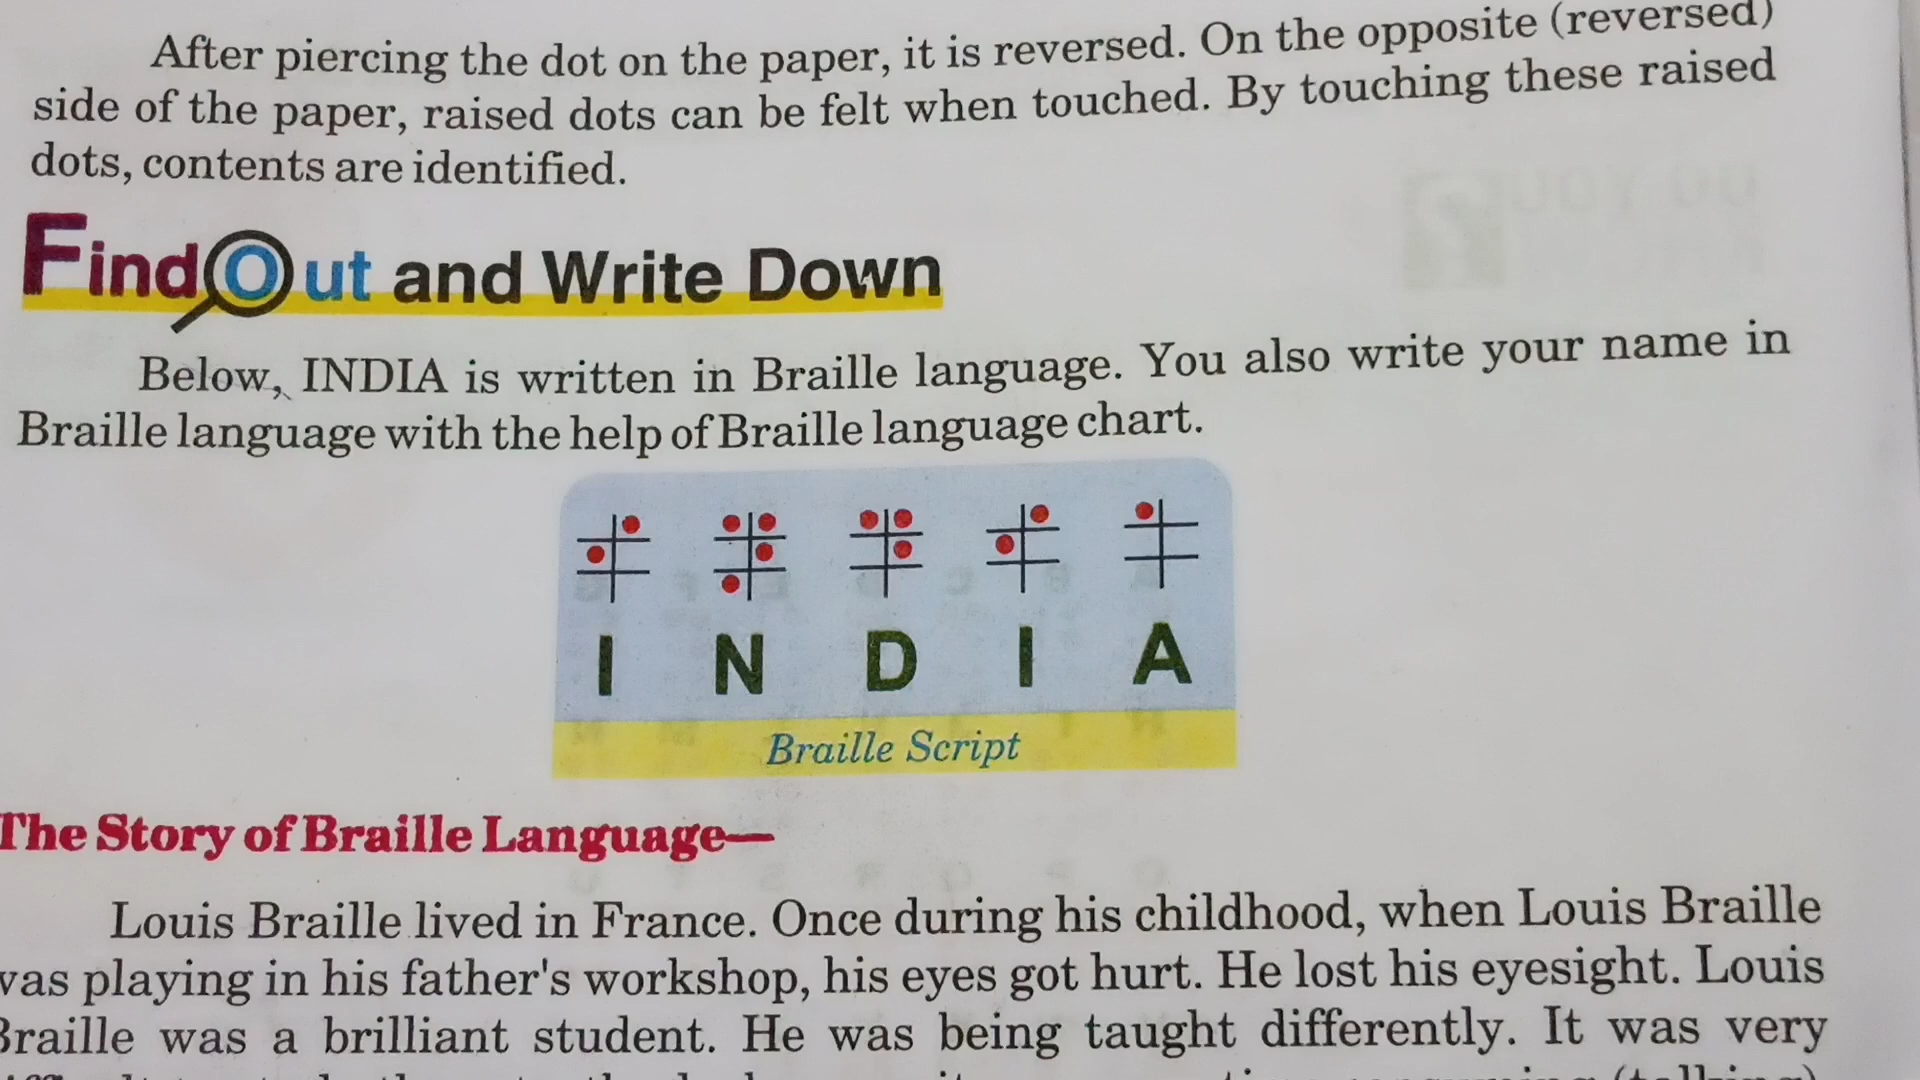 After piercing the dot on the paper, it is reversed. On the opposite (reversed)
side of the paper, raised dots can be felt when touched. By touching these raised
dots, contents are identified.
Find Out and Write Down
Below, INDIA is written in Braille language. You also write your name in
Braille language with the help of Braille language chart.
I N D I A
Braille Script
The Story of Braille Language—
Louis Braille lived in France. Once during his childhood, when Louis Braille
was playing in his father's workshop, his eyes got hurt. He lost his eyesight. Louis
Braille was a brilliant student. He was being taught differently. It was very